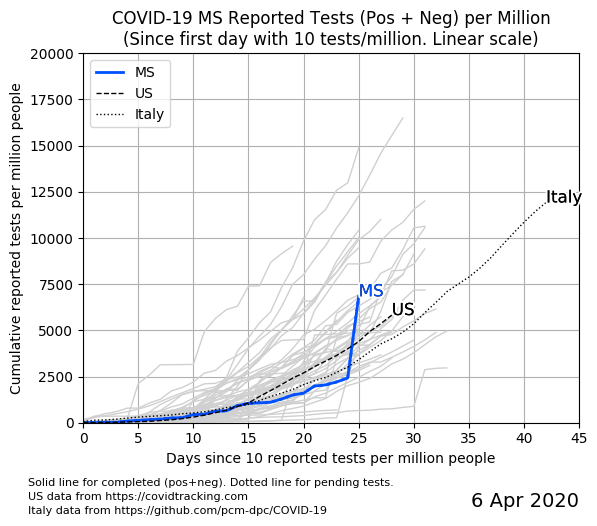 COVID-19 MS Reported Tests (Pos + Neg) per Million
(Since first day with 10 tests/million. Linear scale)
Cumulative reported tests per million people
20000
17500
15000
12500
10000
7500
5000
2500
0
MS
US
Italy
Italy
MS
US
0 5 10 15 20 25 30 35 40 45
Days since 10 reported tests per million people
Solid line for completed (pos+neg). Dotted line for pending tests.
US data from https://covidtracking.com
Italy data from https://github.com/pcm-dpc/COVID-19
6 Apr 2020